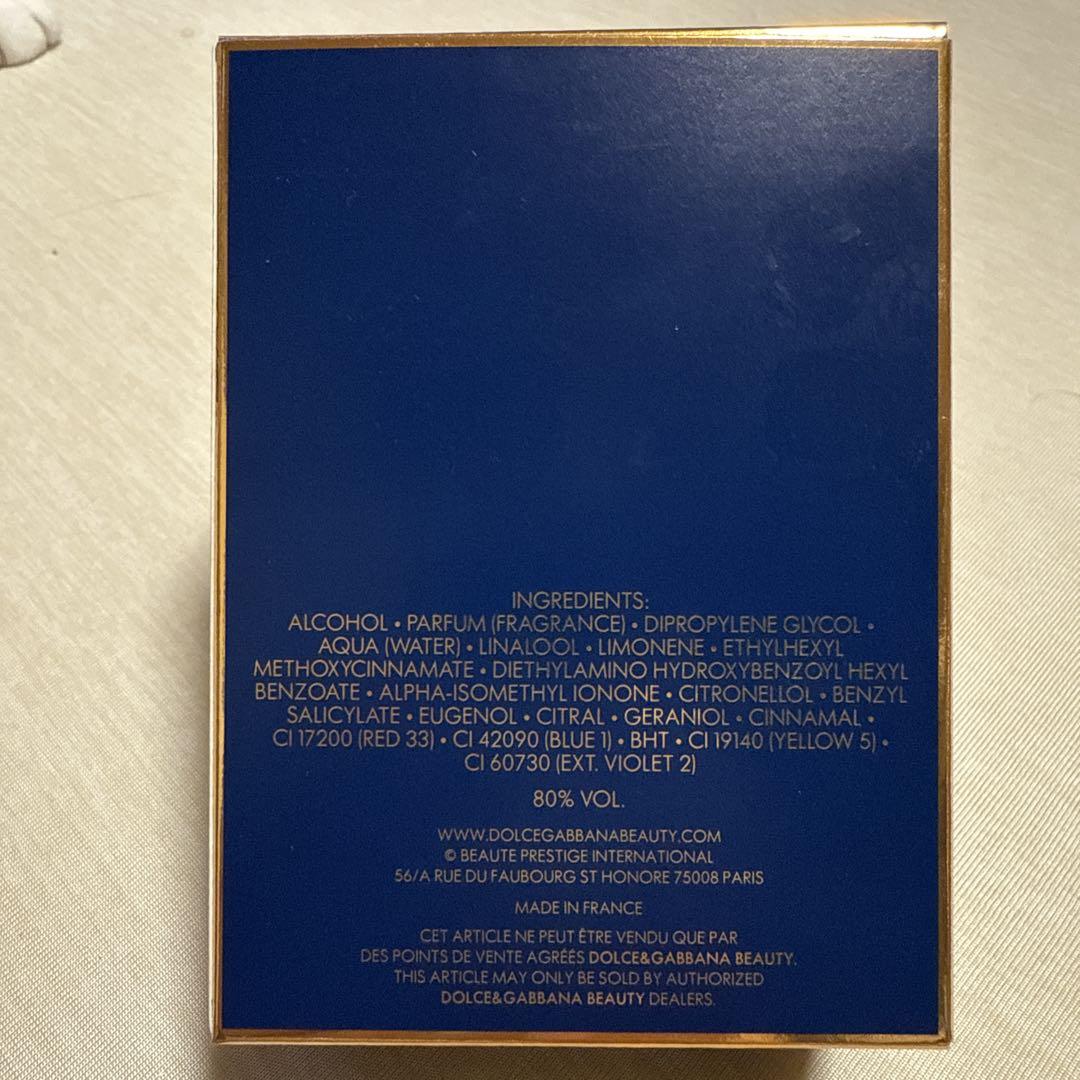 INGREDIENTS:
ALCOHOL • PARFUM (FRAGRANCE) • DIPROPYLENE GLYCOL •
AQUA (WATER) • LINALOOL • LIMONENE • ETHYLHEXYL
METHOXYCINNAMATE • DIETHYLAMINO HYDROXYBENZOYL HEXYL
BENZOATE • ALPHA-ISOMETHYL IONONE • CITRONELLOL • BENZYL
SALICYLATE • EUGENOL • CITRAL • GERANIOL • CINNAMAL •
CI 17200 (RED 33) • CI 42090 (BLUE 1) • BHT • CI 19140 (YELLOW 5) •
CI 60730 (EXT. VIOLET 2)
80% VOL.
WWW.DOLCEGABBANABEAUTY.COM
© BEAUTE PRESTIGE INTERNATIONAL
56/A RUE DU FAUBOURG ST HONORE 75008 PARIS
MADE IN FRANCE
CET ARTICLE NE PEUT ÊTRE VENDU QUE PAR
DES POINTS DE VENTE AGRÉÉS DOLCE&GABBANA BEAUTY.
THIS ARTICLE MAY ONLY BE SOLD BY AUTHORIZED
DOLCE&GABBANA BEAUTY DEALERS.